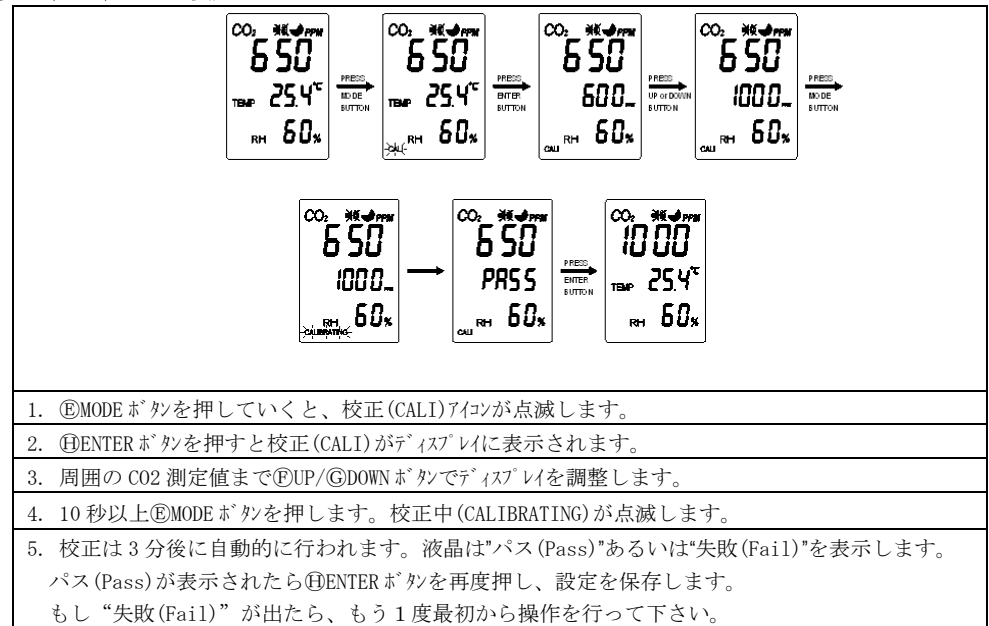 CO₂ PPM
650
TEMP 25.4℃
RH 60%
PRESS
MODE
BUTTON
CO₂ PPM
650
TEMP 25.4℃
CALI RH 60%
PRESS
ENTER
BUTTON
CO₂ PPM
650
600
CALI RH 60%
PRESS
UP or DOWN
BUTTON
CO₂ PPM
650
1000
CALI RH 60%
PRESS
MODE
BUTTON
CO₂ PPM
650
1000
RH 60%
CALIBRATING
CO₂ PPM
650
PASS
CALI RH 60%
PRESS
ENTER
BUTTON
CO₂ PPM
1000
TEMP 25.4℃
RH 60%
1. ⒺMODEﾎﾞﾀﾝを押していくと、校正(CALI)ｱｲｺﾝが点滅します。
2. ⒽENTERﾎﾞﾀﾝを押すと校正(CALI)がﾃﾞｨｽﾌﾟﾚｲに表示されます。
3. 周囲の CO2 測定値までⒻUP/ⒼDOWNﾎﾞﾀﾝでﾃﾞｨｽﾌﾟﾚｲを調整します。
4. 10 秒以上ⒺMODEﾎﾞﾀﾝを押します。校正中(CALIBRATING)が点滅します。
5. 校正は 3 分後に自動的に行われます。液晶は"パス(Pass)"あるいは“失敗(Fail)"を表示します。
パス(Pass)が表示されたらⒽENTERﾎﾞﾀﾝを再度押し、設定を保存します。
もし“失敗(Fail)”が出たら、もう１度最初から操作を行って下さい。